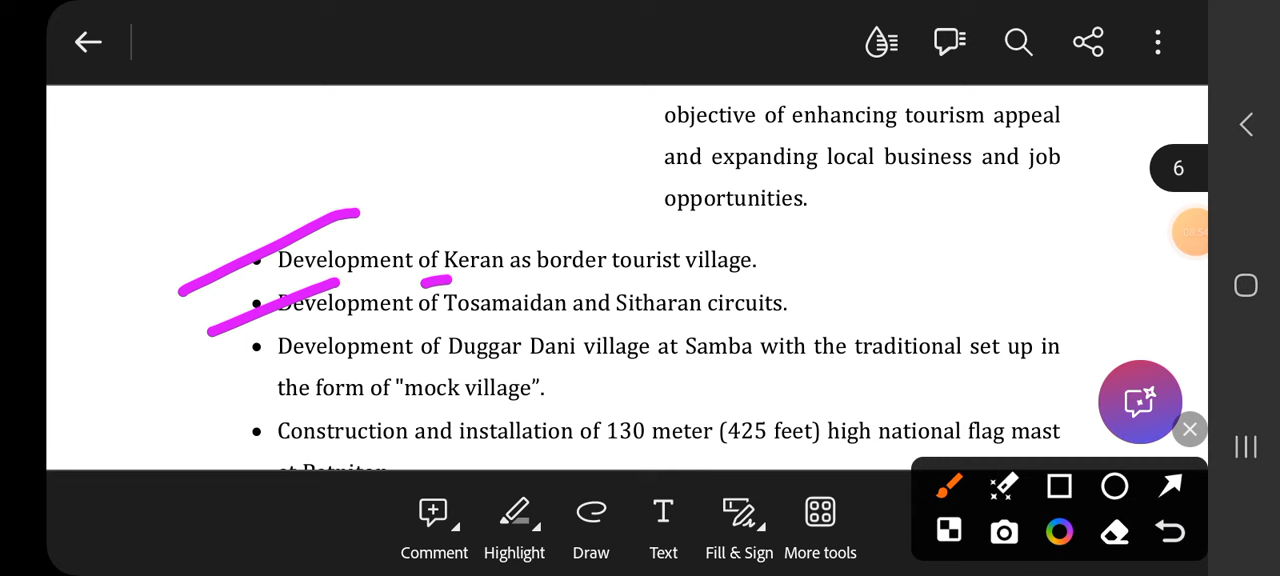 objective of enhancing tourism appeal
and expanding local business and job
opportunities.
6
• Development of Keran as border tourist village.
• Development of Tosamaidan and Sitharan circuits.
• Development of Duggar Dani village at Samba with the traditional set up in
the form of "mock village”.
• Construction and installation of 130 meter (425 feet) high national flag mast
at Patnitop
Comment
Highlight
Draw
Text
Fill & Sign
More tools